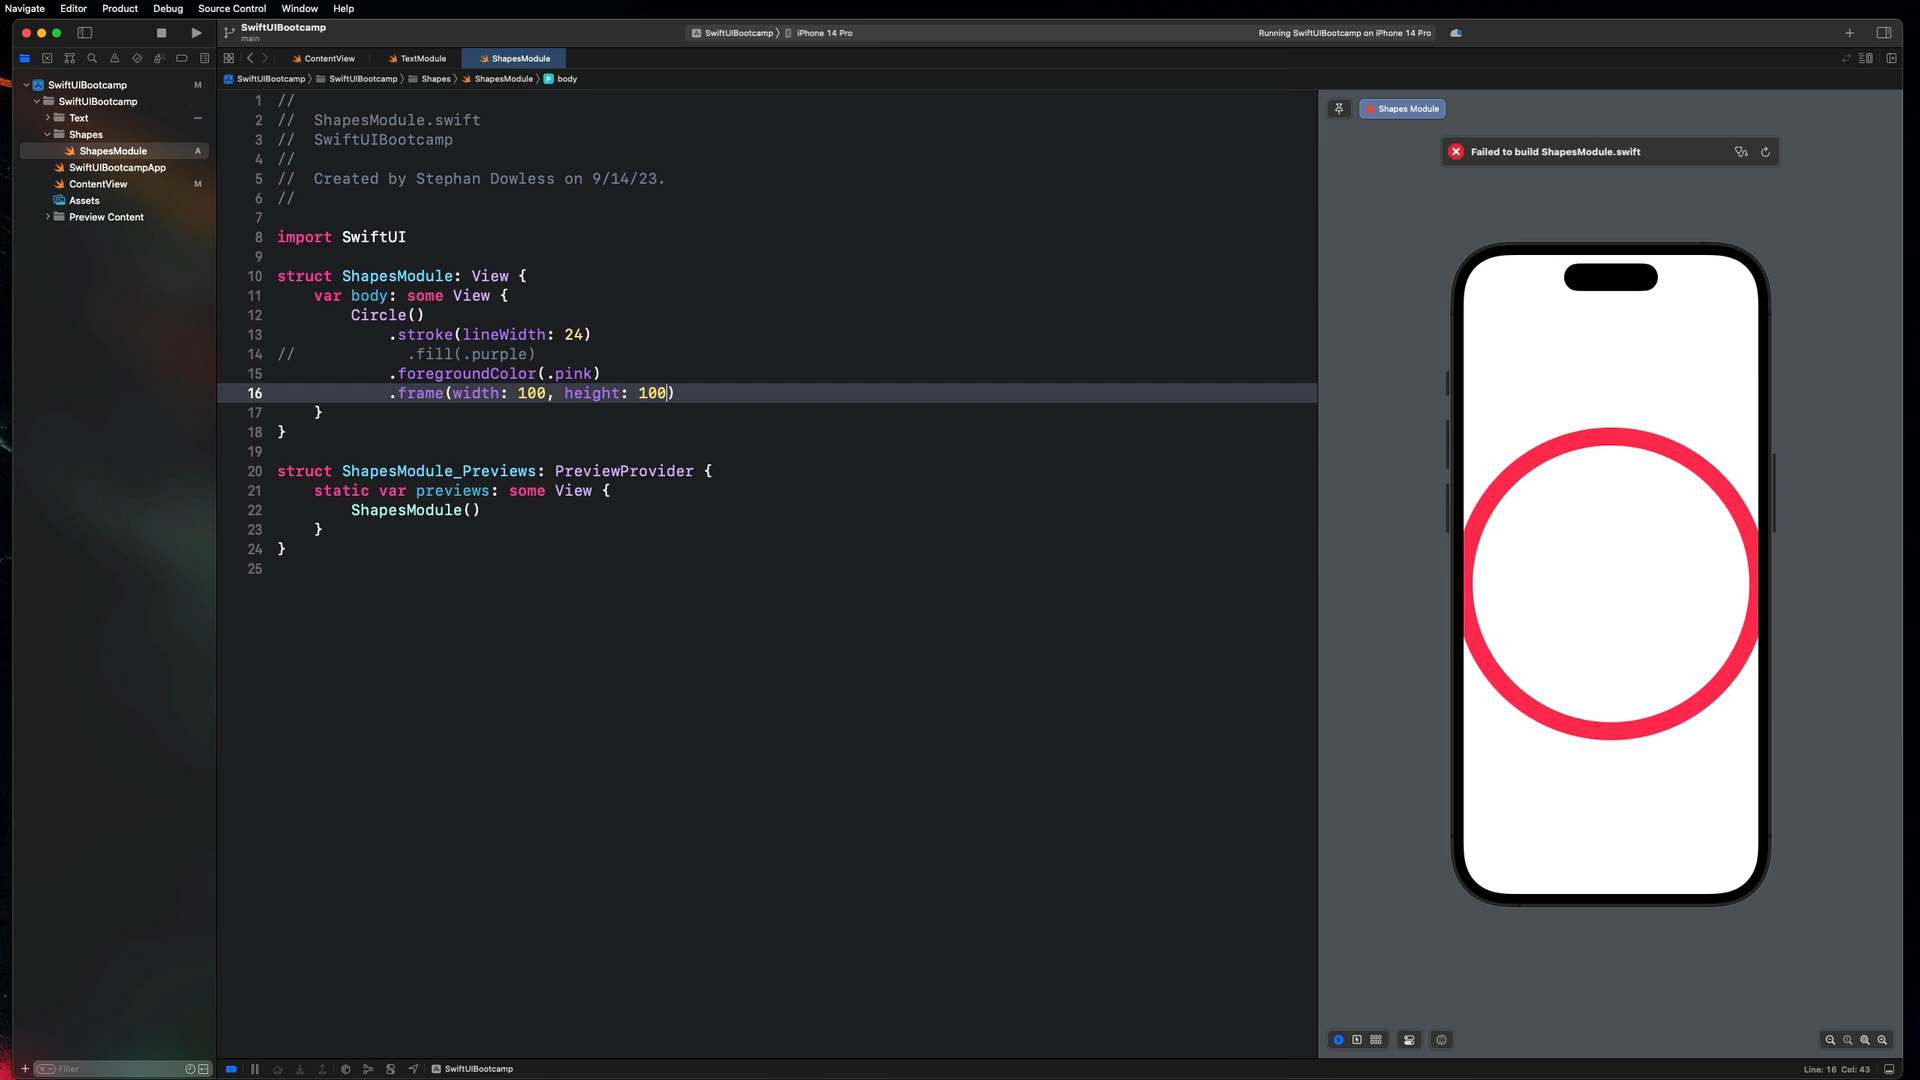 Navigate Editor Product Debug Source Control Window Help
SwiftUIBootcamp
main
SwiftUIBootcamp 〉 iPhone 14 Pro
Running SwiftUIBootcamp on iPhone 14 Pro
ContentView TextModule ShapesModule
SwiftUIBootcamp 〉 SwiftUIBootcamp 〉 Shapes 〉 ShapesModule 〉 body
SwiftUIBootcamp M
SwiftUIBootcamp
Text
Shapes
ShapesModule A
SwiftUIBootcampApp
ContentView M
Assets
Preview Content
1 //
2 //  ShapesModule.swift
3 //  SwiftUIBootcamp
4 //
5 //  Created by Stephan Dowless on 9/14/23.
6 //
7
8 import SwiftUI
9
10 struct ShapesModule: View {
11     var body: some View {
12         Circle()
13             .stroke(lineWidth: 24)
14 //            .fill(.purple)
15             .foregroundColor(.pink)
16             .frame(width: 100, height: 100)
17     }
18 }
19
20 struct ShapesModule_Previews: PreviewProvider {
21     static var previews: some View {
22         ShapesModule()
23     }
24 }
25
Shapes Module
Failed to build ShapesModule.swift
Filter
SwiftUIBootcamp
Line: 16 Col: 43